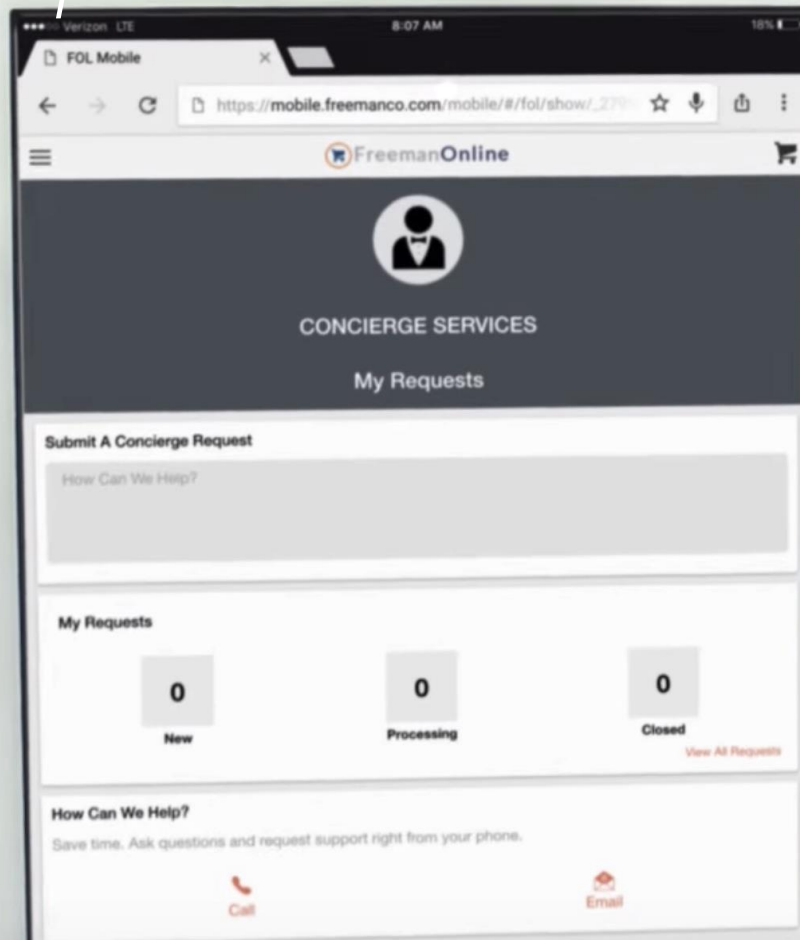 Verizon LTE 8:07 AM 18%
FOL Mobile
https://mobile.freemanco.com/mobile/#/fol/show/_279
FreemanOnline
CONCIERGE SERVICES
My Requests
Submit A Concierge Request
How Can We Help?
My Requests
0 0 0
New Processing Closed
View All Requests
How Can We Help?
Save time. Ask questions and request support right from your phone.
Call Email